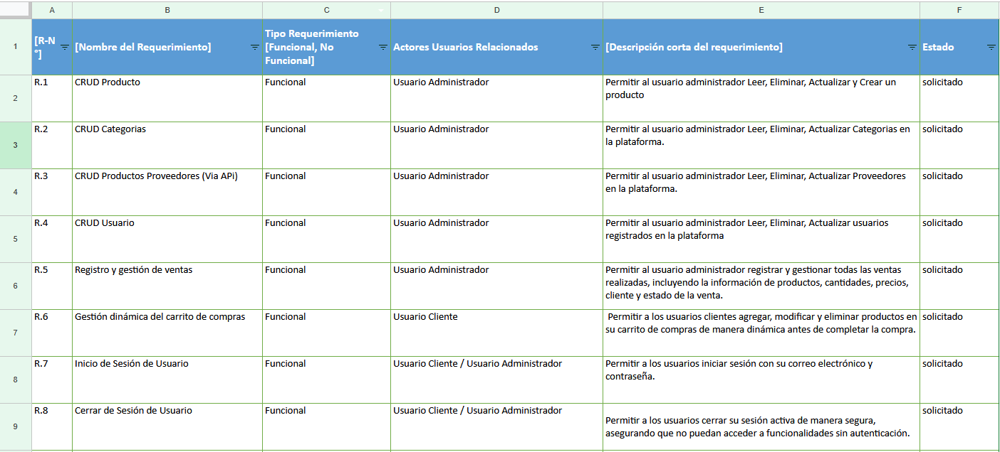 A B C D E F
1 [R-N°] [Nombre del Requerimiento] Tipo Requerimiento [Funcional, No Funcional] Actores Usuarios Relacionados [Descripción corta del requerimiento] Estado
2 R.1 CRUD Producto Funcional Usuario Administrador Permitir al usuario administrador Leer, Eliminar, Actualizar y Crear un producto solicitado
3 R.2 CRUD Categorias Funcional Usuario Administrador Permitir al usuario administrador Leer, Eliminar, Actualizar Categorias en la plataforma. solicitado
4 R.3 CRUD Productos Proveedores (Via APi) Funcional Usuario Administrador Permitir al usuario administrador Leer, Eliminar, Actualizar Proveedores en la plataforma. solicitado
5 R.4 CRUD Usuario Funcional Usuario Administrador Permitir al usuario administrador Leer, Eliminar, Actualizar usuarios registrados en la plataforma solicitado
6 R.5 Registro y gestión de ventas Funcional Usuario Administrador Permitir al usuario administrador registrar y gestionar todas las ventas realizadas, incluyendo la información de productos, cantidades, precios, cliente y estado de la venta. solicitado
7 R.6 Gestión dinámica del carrito de compras Funcional Usuario Cliente Permitir a los usuarios clientes agregar, modificar y eliminar productos en su carrito de compras de manera dinámica antes de completar la compra. solicitado
8 R.7 Inicio de Sesión de Usuario Funcional Usuario Cliente / Usuario Administrador Permitir a los usuarios iniciar sesión con su correo electrónico y contraseña. solicitado
9 R.8 Cerrar de Sesión de Usuario Funcional Usuario Cliente / Usuario Administrador Permitir a los usuarios cerrar su sesión activa de manera segura, asegurando que no puedan acceder a funcionalidades sin autenticación. solicitado